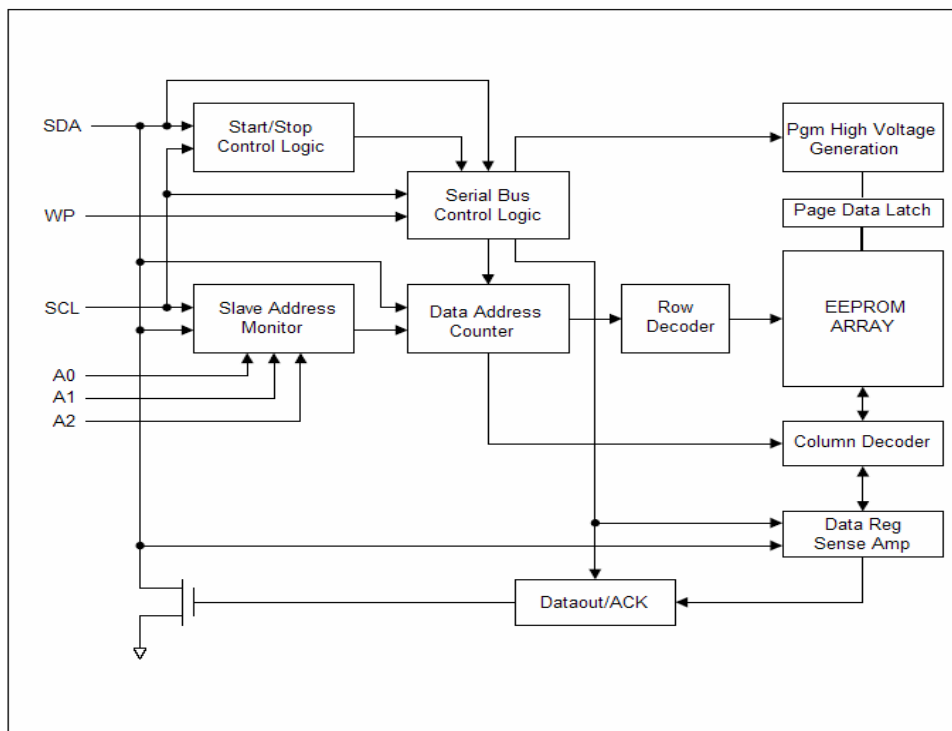 SDA
Start/Stop
Control Logic
Pgm High Voltage
Generation
WP
Serial Bus
Control Logic
Page Data Latch
SCL
Slave Address
Monitor
Data Address
Counter
Row
Decoder
EEPROM
ARRAY
A0
A1
A2
Column Decoder
Data Reg
Sense Amp
Dataout/ACK